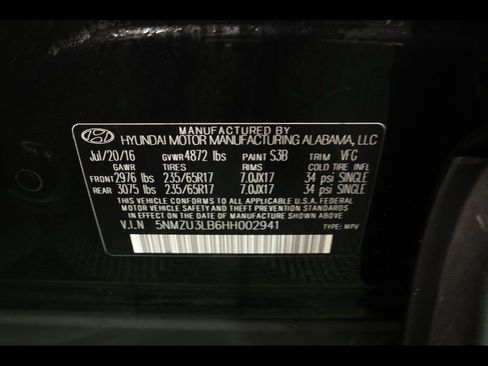 MANUFACTURED BY
HYUNDAI MOTOR MANUFACTURING ALABAMA, LLC
Jul/20/16 GVWR 4872 lbs PAINT S3B TRIM VFG
GAWR TIRES RIMS COLD TIRE INFL
FRONT 2976 lbs 235/65R17 7.0JX17 34 psi SINGLE
REAR 3075 lbs 235/65R17 7.0JX17 34 psi SINGLE
THIS VEHICLE CONFORMS TO ALL APPLICABLE U.S.A. FEDERAL
MOTOR VEHICLE SAFETY AND THEFT PREVENTION STANDARDS IN
EFFECT ON THE DATE OF MANUFACTURE SHOWN ABOVE.
V.I.N 5NMZU3LB6HH002941
TYPE: MPV